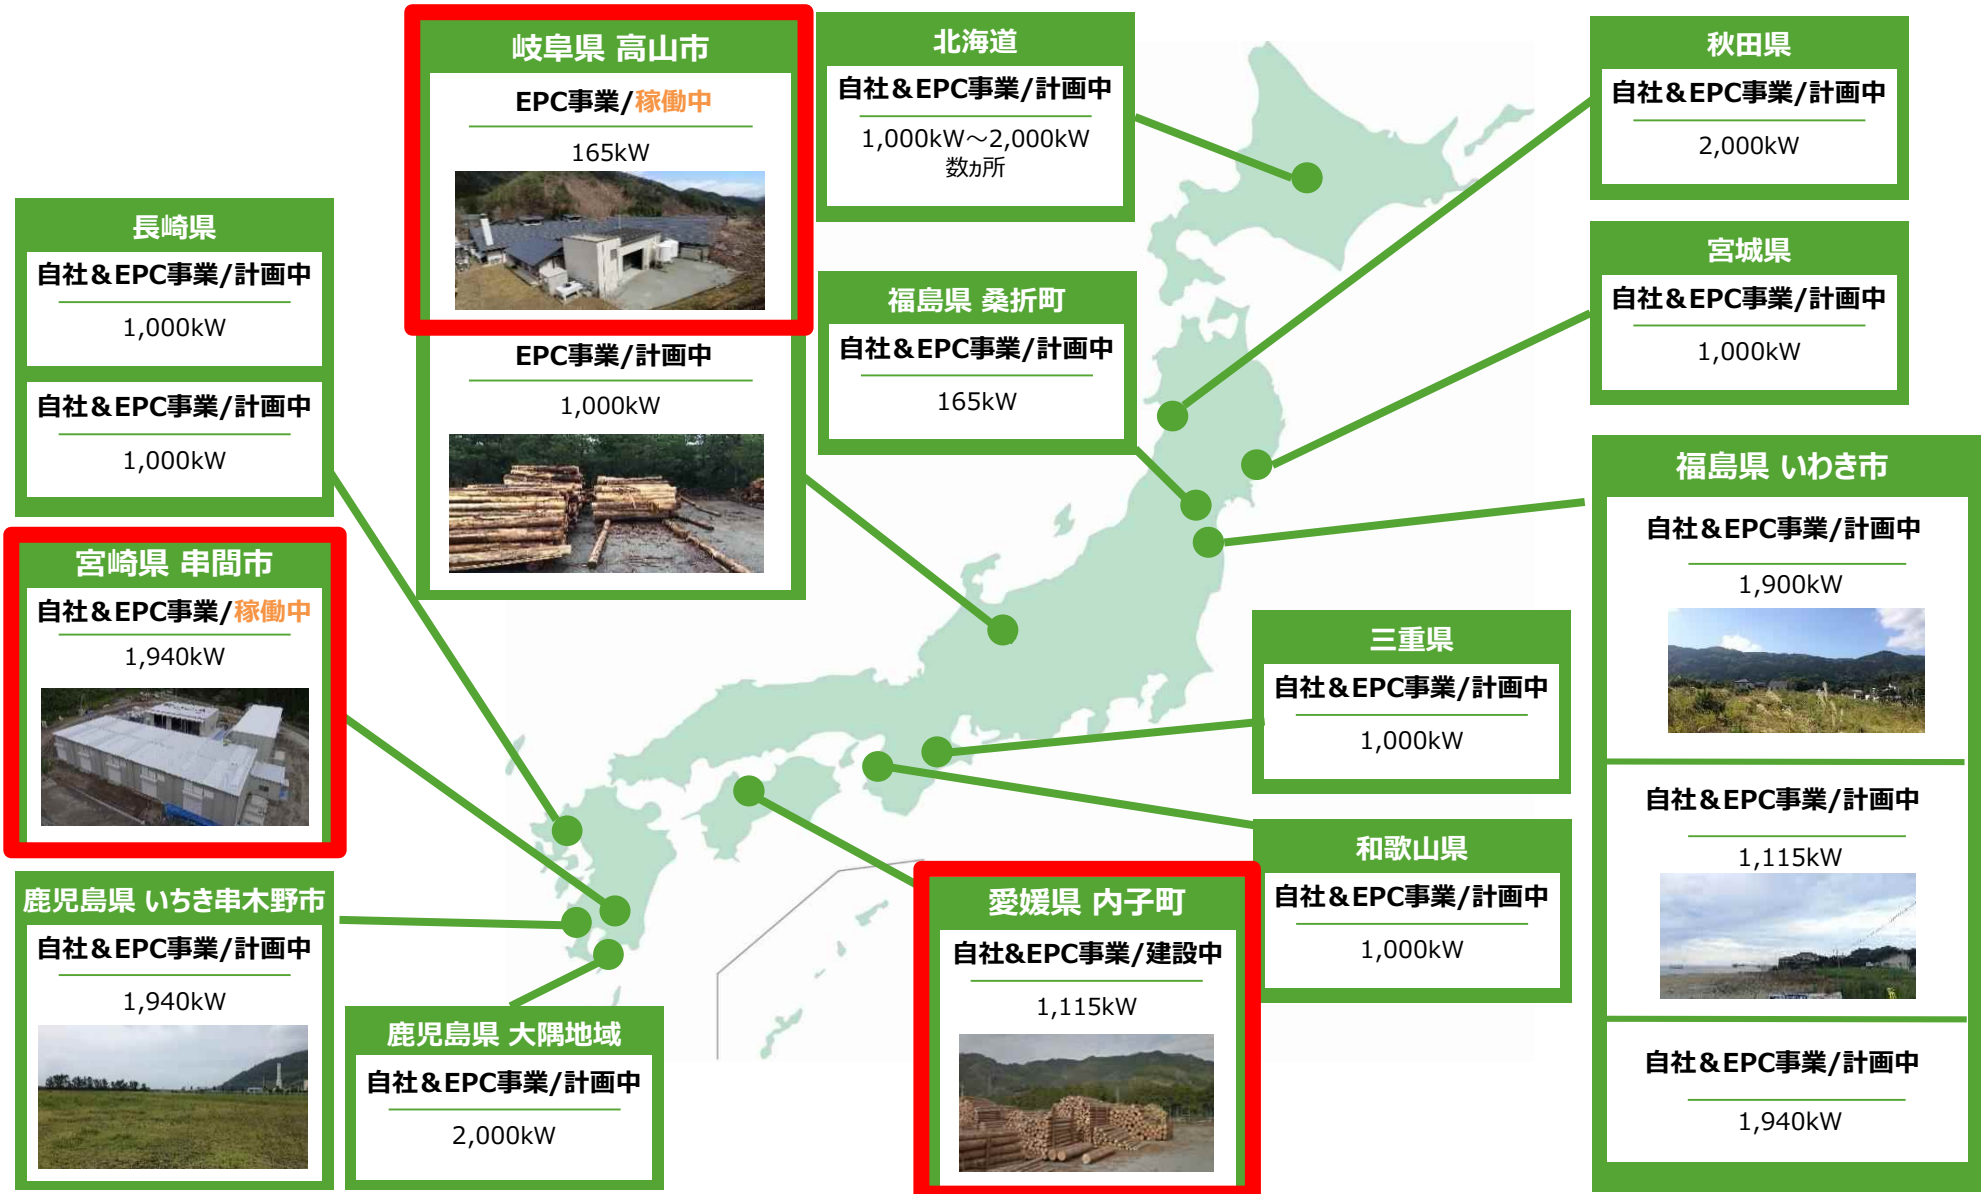 岐阜県 高山市
EPC事業/稼働中
165kW
EPC事業/計画中
1,000kW
北海道
自社&EPC事業/計画中
1,000kW～2,000kW
数ヵ所
秋田県
自社&EPC事業/計画中
2,000kW
長崎県
自社&EPC事業/計画中
1,000kW
自社&EPC事業/計画中
1,000kW
福島県 桑折町
自社&EPC事業/計画中
165kW
宮城県
自社&EPC事業/計画中
1,000kW
福島県 いわき市
自社&EPC事業/計画中
1,900kW
自社&EPC事業/計画中
1,115kW
自社&EPC事業/計画中
1,940kW
宮崎県 串間市
自社&EPC事業/稼働中
1,940kW
三重県
自社&EPC事業/計画中
1,000kW
和歌山県
自社&EPC事業/計画中
1,000kW
鹿児島県 いちき串木野市
自社&EPC事業/計画中
1,940kW
愛媛県 内子町
自社&EPC事業/建設中
1,115kW
鹿児島県 大隅地域
自社&EPC事業/計画中
2,000kW